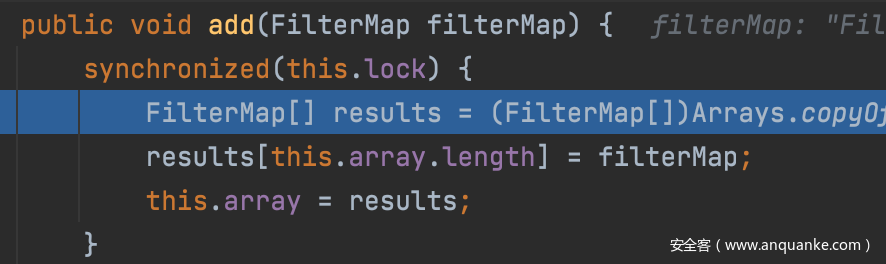 public void add(FilterMap filterMap) { filterMap: "Fil
synchronized(this.lock) {
FilterMap[] results = (FilterMap[])Arrays.copyOf
results[this.array.length] = filterMap;
this.array = results;
}
安全客（www.anquanke.com）